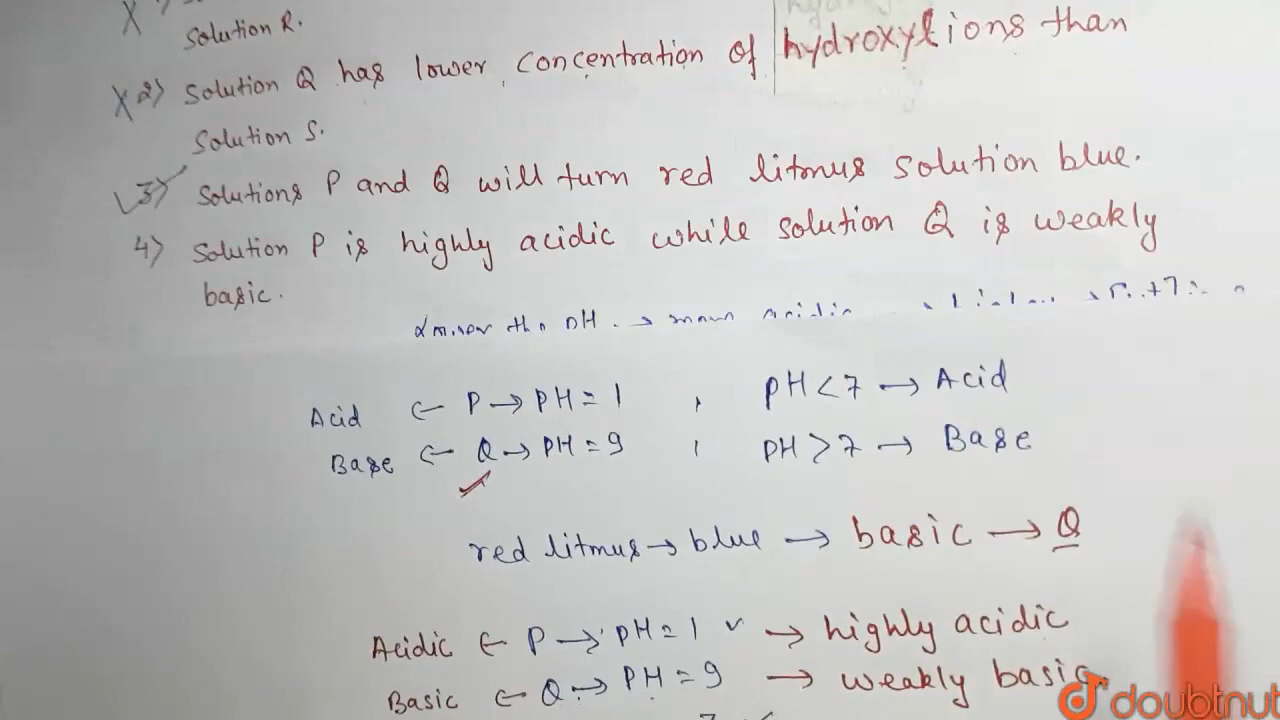 Solution R.
2) Solution Q has lower concentration of hydroxyl ions than
Solution S.
3) Solutions P and Q will turn red litmus solution blue.
4) Solution P is highly acidic while solution Q is weakly
basic.
Acid ← P → PH = 1 , PH < 7 → Acid
Base ← Q → PH = 9 , PH > 7 → Base
red litmus → blue → basic → Q
Acidic ← P → PH = 1 ✓ → highly acidic
Basic ← Q → PH = 9 → weakly basic
doubtnut